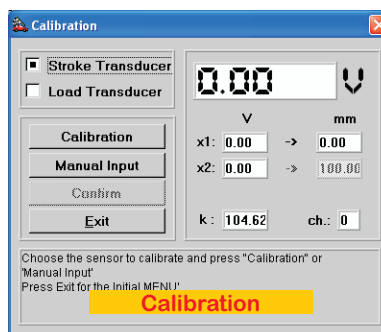 Calibration
Stroke Transducer
Load Transducer
0.00 V
V mm
x1: 0.00 -> 0.00
x2: 0.00 -> 100.00
Calibration
Manual Input
Confirm
Exit
k : 104.62 ch.: 0
Choose the sensor to calibrate and press "Calibration" or
'Manual Input'
Press Exit for the Initial MENU'
Calibration